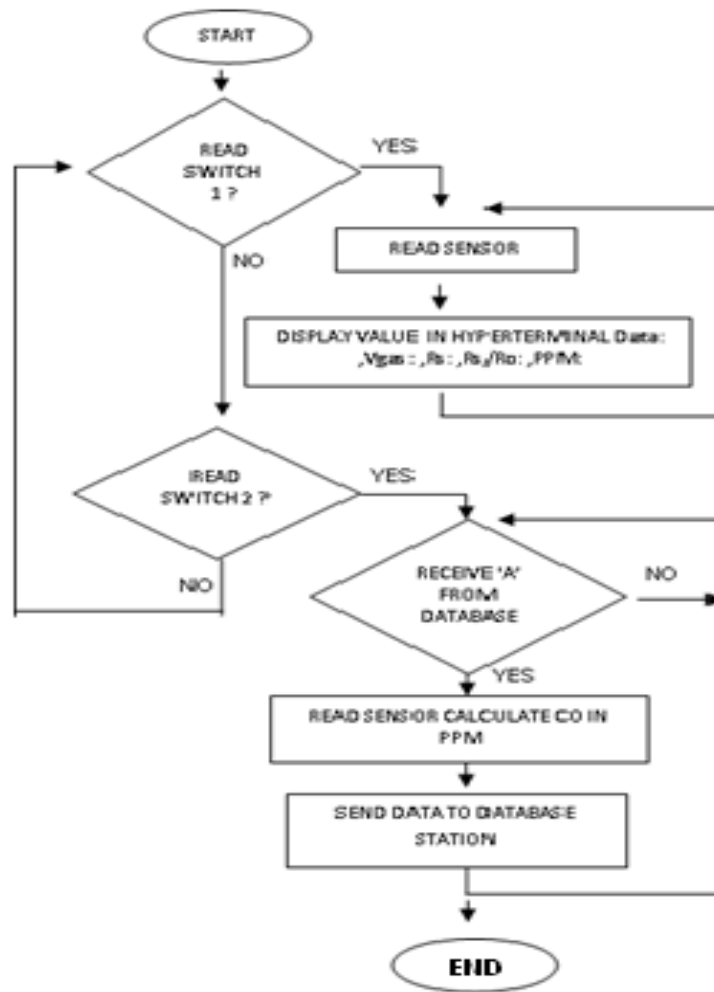 START
READ
SWITCH
1 ?
YES
NO
READ SENSOR
DISPLAY VALUE IN HYPERTERMINAL Data:
,Vgas: ,Rs: ,Rs/Ro: ,PPM:
READ
SWITCH 2 ?
YES
NO
RECEIVE 'A'
FROM
DATABASE
NO
YES
READ SENSOR CALCULATE CO IN
PPM
SEND DATA TO DATABASE
STATION
END